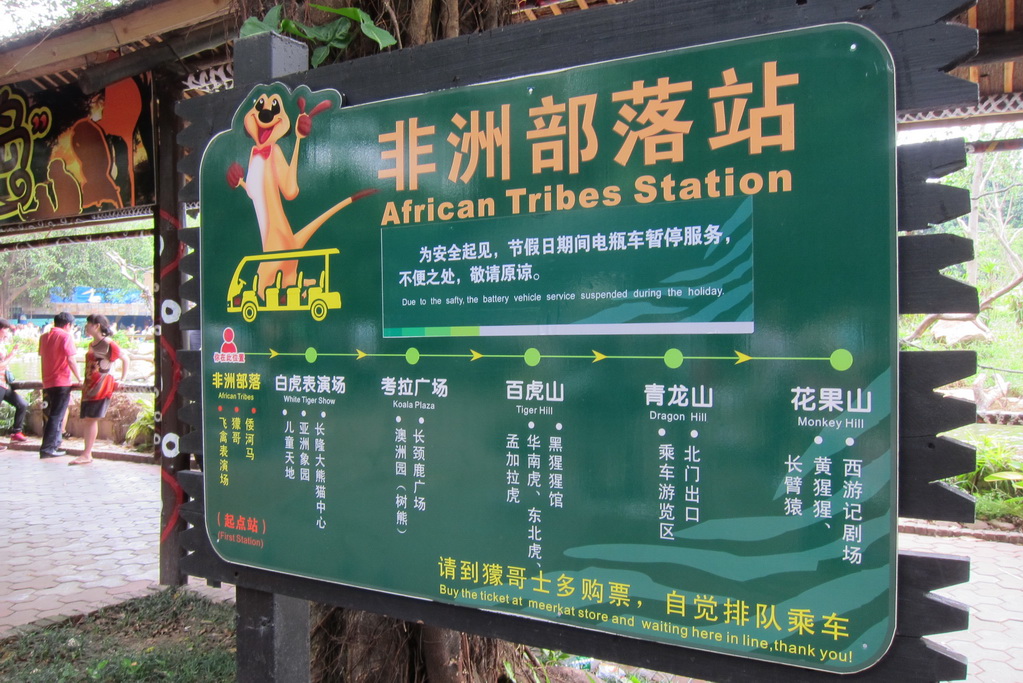 非洲部落站
African Tribes Station
为安全起见，节假日期间电瓶车暂停服务，
不便之处，敬请原谅。
Due to the safty,the battery vehicle service suspended during the holiday.
你在此位置
非洲部落
African Tribes
倭河马
獴哥
飞禽表演场
（起点站）
(First Station)
白虎表演场
White Tiger Show
长隆大熊猫中心
亚洲象园
儿童天地
考拉广场
Koala Plaza
长颈鹿广场
澳洲园（树熊）
百虎山
Tiger Hill
黑猩猩馆
华南虎、东北虎、
孟加拉虎
青龙山
Dragon Hill
北门出口
乘车游览区
花果山
Monkey Hill
西游记剧场
黄猩猩、
长臂猿
请到獴哥士多购票，自觉排队乘车
Buy the ticket at meerkat store and waiting here in line,thank you!